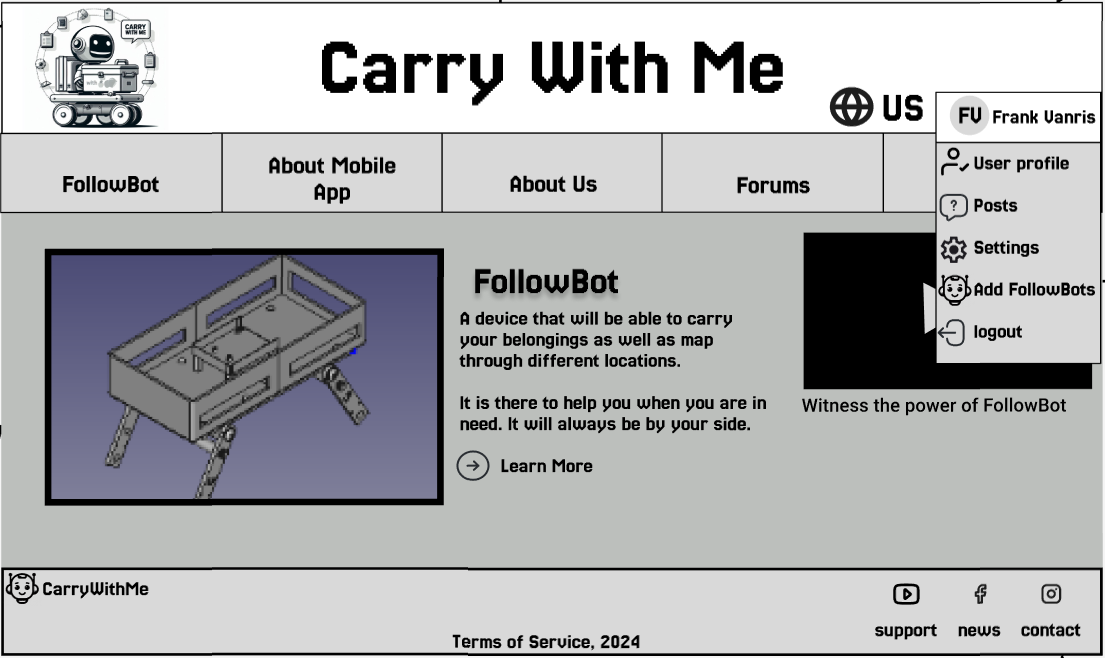 CARRY
WITH ME
Carry With Me
US
FV Frank Vanris
User profile
Posts
Settings
Add FollowBots
logout
FollowBot
About Mobile
App
About Us
Forums
FollowBot
A device that will be able to carry
your belongings as well as map
through different locations.
It is there to help you when you are in
need. It will always be by your side.
Learn More
Witness the power of FollowBot
CarryWithMe
support
news
contact
Terms of Service, 2024